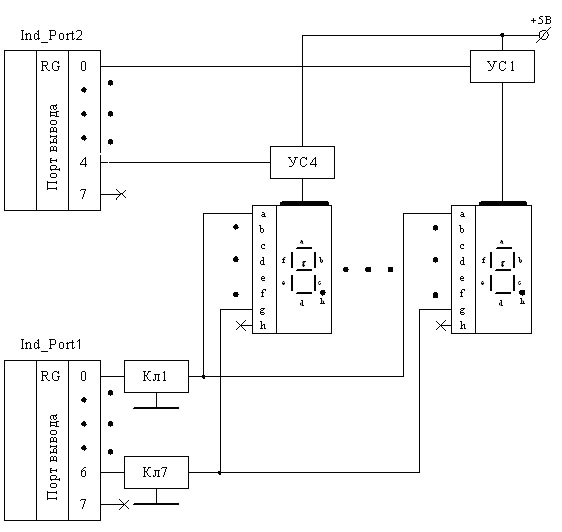 +5В
Ind_Port2
RG 0
УС1
Порт вывода
4
УС4
7
a
b
c
d
e
f
g
h
a
f g b
e c
d h
a
b
c
d
e
f
g
h
a
f g b
e c
d h
Ind_Port1
RG 0
Кл1
Порт вывода
6
Кл7
7